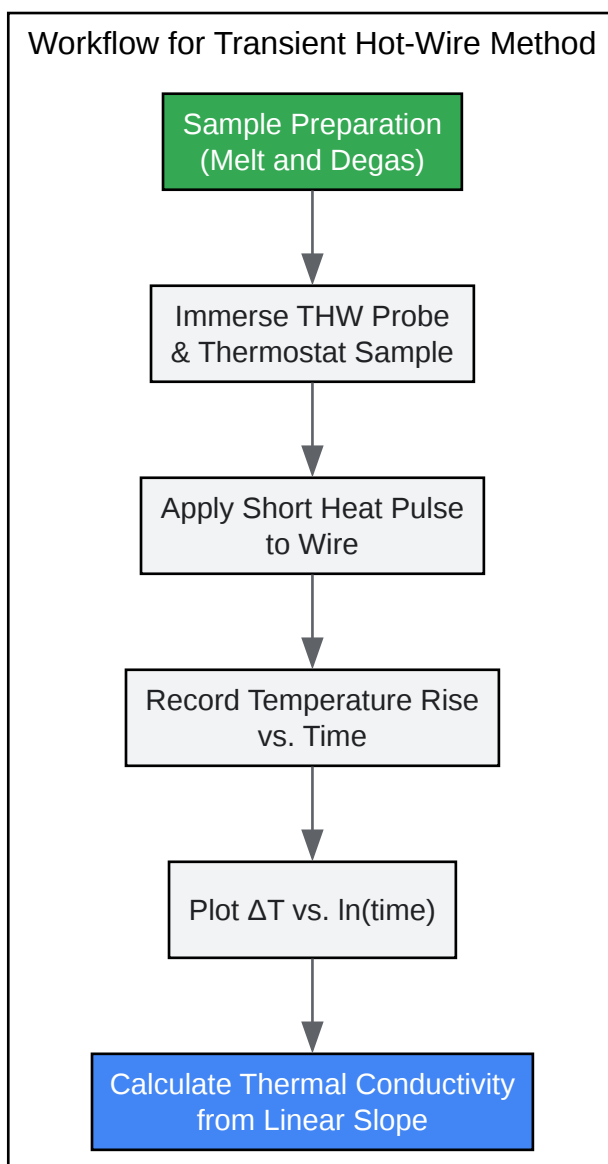 Workflow for Transient Hot-Wire Method
Sample Preparation
(Melt and Degas)
Immerse THW Probe
& Thermostat Sample
Apply Short Heat Pulse
to Wire
Record Temperature Rise
vs. Time
Plot ΔT vs. ln(time)
Calculate Thermal Conductivity
from Linear Slope